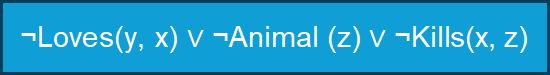 ¬Loves(y, x) ∨ ¬Animal (z) ∨ ¬Kills(x, z)